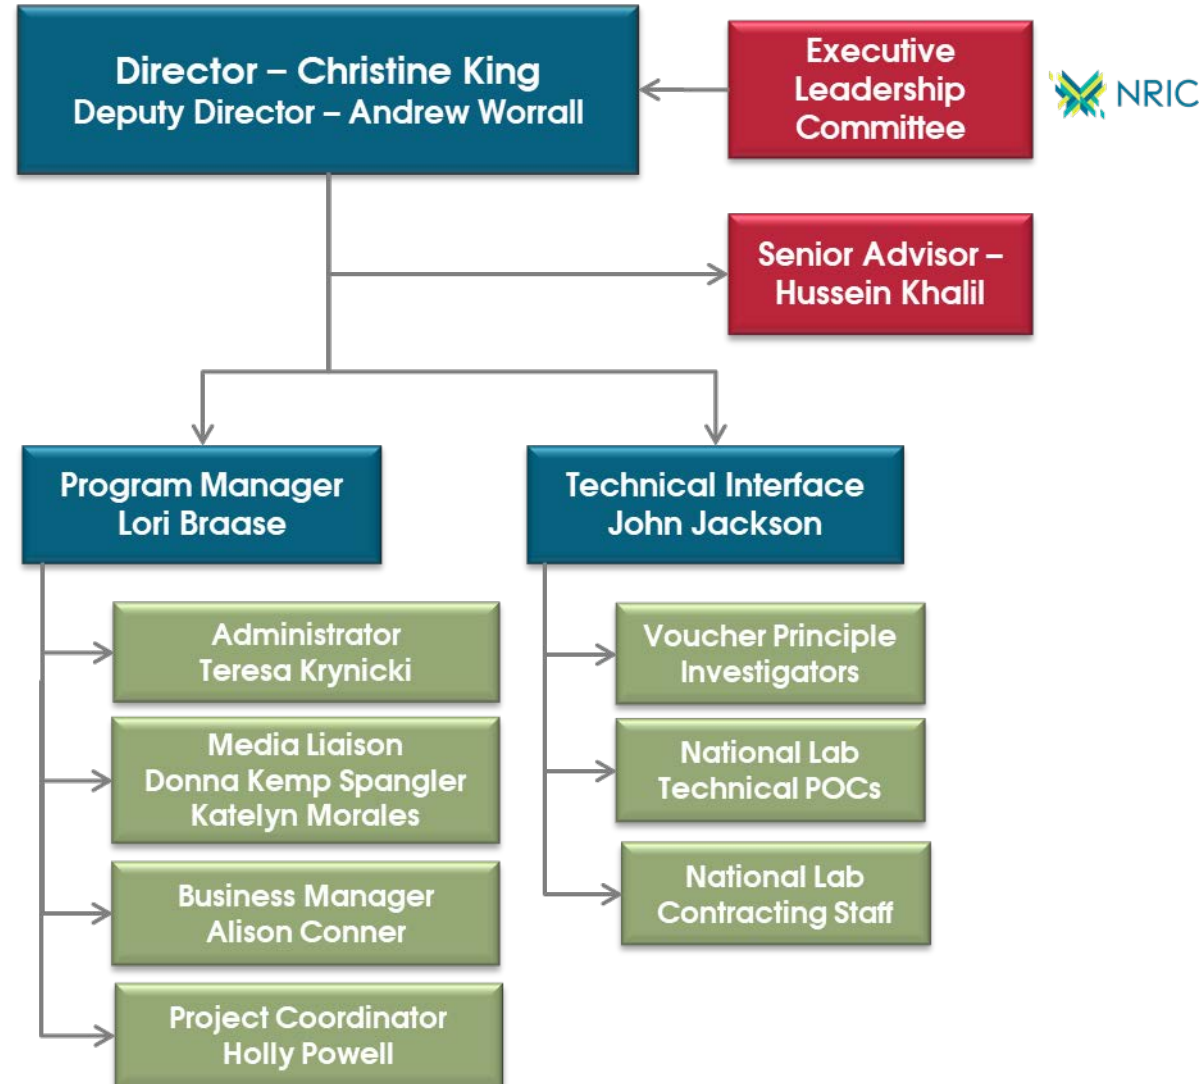 Director – Christine King
Deputy Director – Andrew Worrall
Executive
Leadership
Committee
NRIC
Senior Advisor –
Hussein Khalil
Program Manager
Lori Braase
Technical Interface
John Jackson
Administrator
Teresa Krynicki
Media Liaison
Donna Kemp Spangler
Katelyn Morales
Business Manager
Alison Conner
Project Coordinator
Holly Powell
Voucher Principle
Investigators
National Lab
Technical POCs
National Lab
Contracting Staff